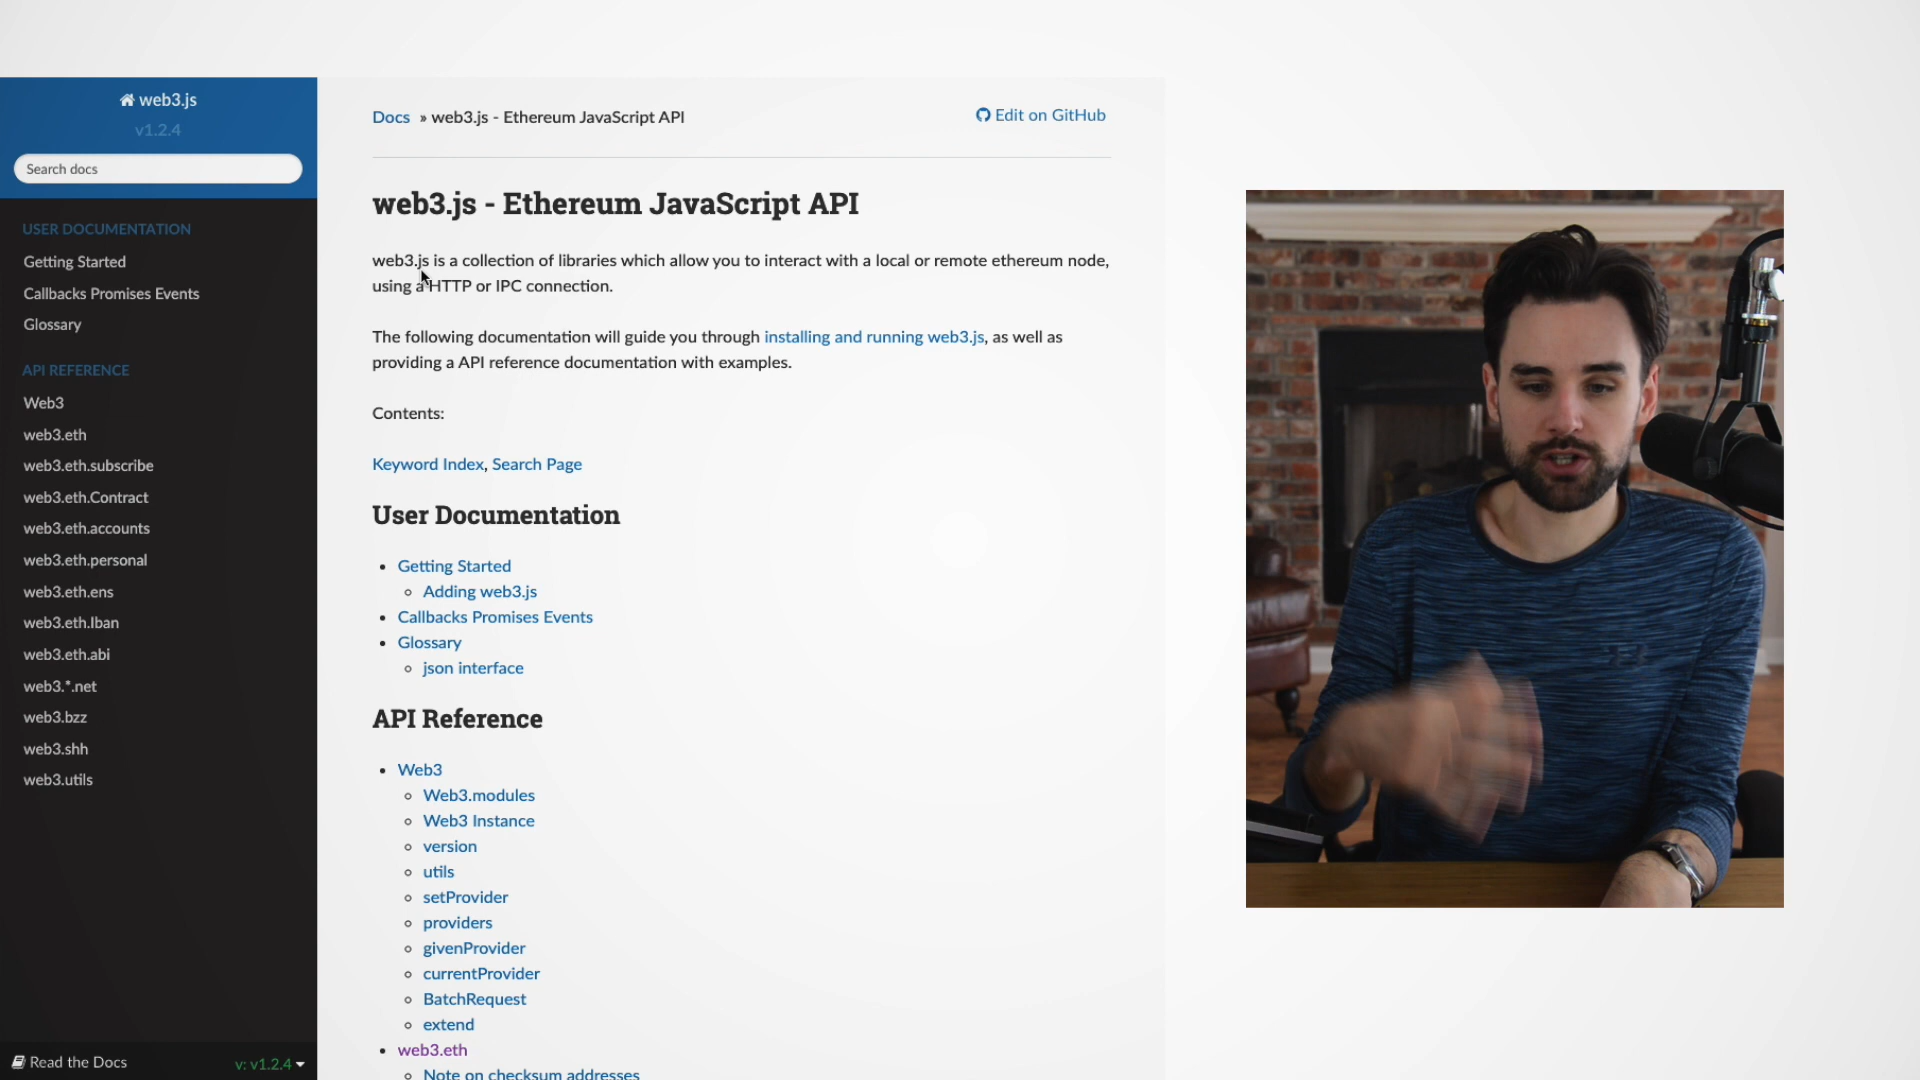 web3.js
v1.2.4
Search docs
USER DOCUMENTATION
Getting Started
Callbacks Promises Events
Glossary
API REFERENCE
Web3
web3.eth
web3.eth.subscribe
web3.eth.Contract
web3.eth.accounts
web3.eth.personal
web3.eth.ens
web3.eth.Iban
web3.eth.abi
web3.*.net
web3.bzz
web3.shh
web3.utils
Read the Docs
v: v1.2.4
Docs » web3.js - Ethereum JavaScript API
Edit on GitHub
web3.js - Ethereum JavaScript API
web3.js is a collection of libraries which allow you to interact with a local or remote ethereum node,
using a HTTP or IPC connection.
The following documentation will guide you through installing and running web3.js, as well as
providing a API reference documentation with examples.
Contents:
Keyword Index, Search Page
User Documentation
Getting Started
Adding web3.js
Callbacks Promises Events
Glossary
json interface
API Reference
Web3
Web3.modules
Web3 Instance
version
utils
setProvider
providers
givenProvider
currentProvider
BatchRequest
extend
web3.eth
Note on checksum addresses